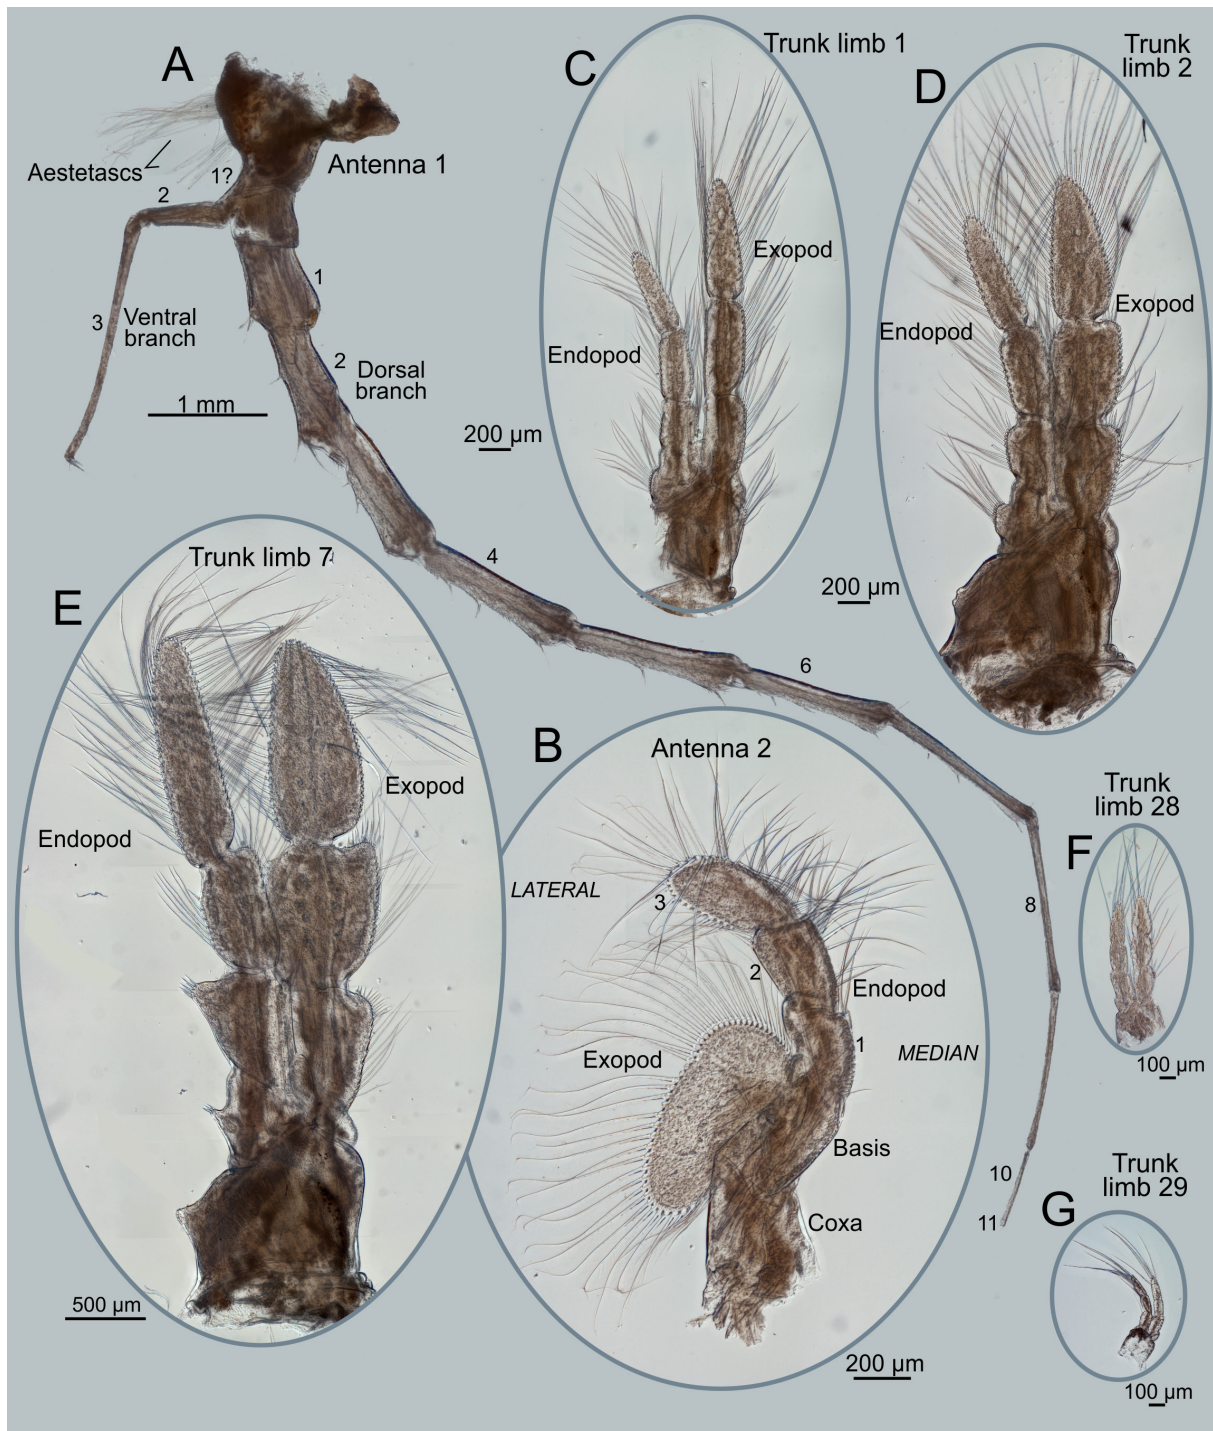 A
Aestetascs
1?
2
3
Ventral
branch
Antenna 1
1
2
Dorsal
branch
1 mm
4
6
8
10
11
C
Trunk limb 1
Exopod
Endopod
200 µm
D
Trunk
limb 2
Exopod
Endopod
200 µm
E
Trunk limb 7
Endopod
Exopod
500 µm
B
Antenna 2
LATERAL
3
2
Endopod
1
MEDIAN
Exopod
Basis
Coxa
200 µm
Trunk
limb 28
F
100 µm
Trunk
limb 29
G
100 µm